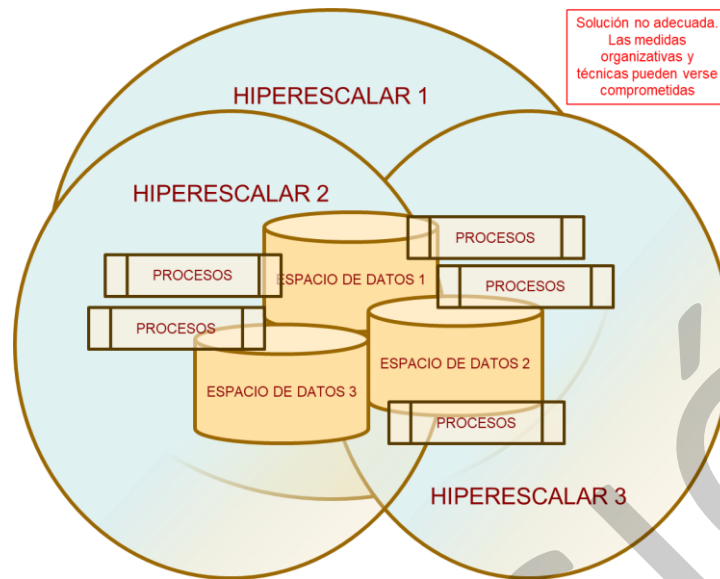 Solución no adecuada.
Las medidas
organizativas y
técnicas pueden verse
comprometidas
HIPERESCALAR 1
HIPERESCALAR 2
PROCESOS
PROCESOS
ESPACIO DE DATOS 1
PROCESOS
PROCESOS
ESPACIO DE DATOS 2
ESPACIO DE DATOS 3
PROCESOS
HIPERESCALAR 3